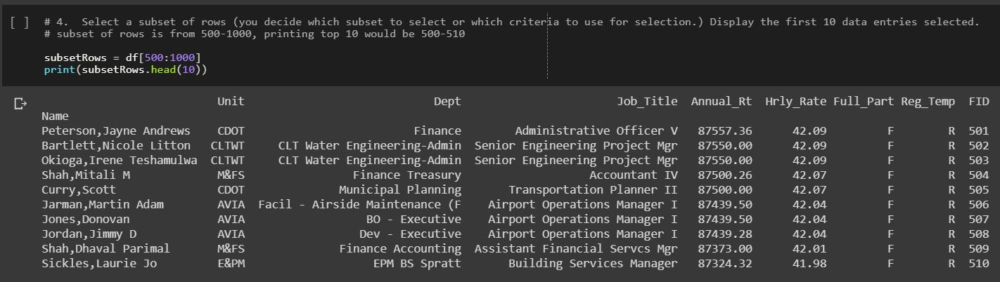 [ ] # 4.  Select a subset of rows (you decide which subset to select or which criteria to use for selection.) Display the first 10 data entries selected.
# subset of rows is from 500-1000, printing top 10 would be 500-510
subsetRows = df[500:1000]
print(subsetRows.head(10))
Unit Dept Job_Title Annual_Rt Hrly_Rate Full_Part Reg_Temp FID
Name
Peterson,Jayne Andrews CDOT Finance Administrative Officer V 87557.36 42.09 F R 501
Bartlett,Nicole Litton CLTWT CLT Water Engineering-Admin Senior Engineering Project Mgr 87550.00 42.09 F R 502
Okioga,Irene Teshamulwa CLTWT CLT Water Engineering-Admin Senior Engineering Project Mgr 87550.00 42.09 F R 503
Shah,Mitali M M&FS Finance Treasury Accountant IV 87500.26 42.07 F R 504
Curry,Scott CDOT Municipal Planning Transportation Planner II 87500.00 42.07 F R 505
Jarman,Martin Adam AVIA Facil - Airside Maintenance (F Airport Operations Manager I 87439.50 42.04 F R 506
Jones,Donovan AVIA BO - Executive Airport Operations Manager I 87439.50 42.04 F R 507
Jordan,Jimmy D AVIA Dev - Executive Airport Operations Manager I 87439.28 42.04 F R 508
Shah,Dhaval Parimal M&FS Finance Accounting Assistant Financial Servcs Mgr 87373.00 42.01 F R 509
Sickles,Laurie Jo E&PM EPM BS Spratt Building Services Manager 87324.32 41.98 F R 510